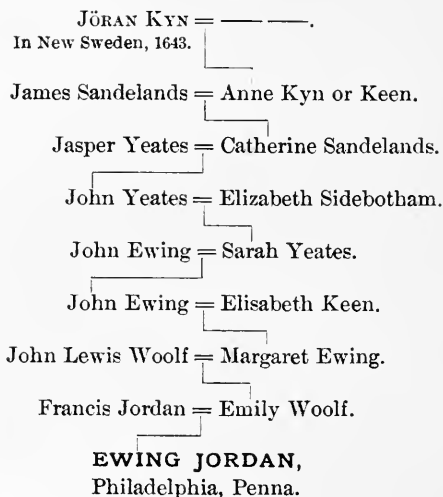 JÖRAN KYN = — — —.
In New Sweden, 1643.
James Sandelands = Anne Kyn or Keen.
Jasper Yeates = Catherine Sandelands.
John Yeates = Elizabeth Sidebotham.
John Ewing = Sarah Yeates.
John Ewing = Elisabeth Keen.
John Lewis Woolf = Margaret Ewing.
Francis Jordan = Emily Woolf.
EWING JORDAN,
Philadelphia, Penna.